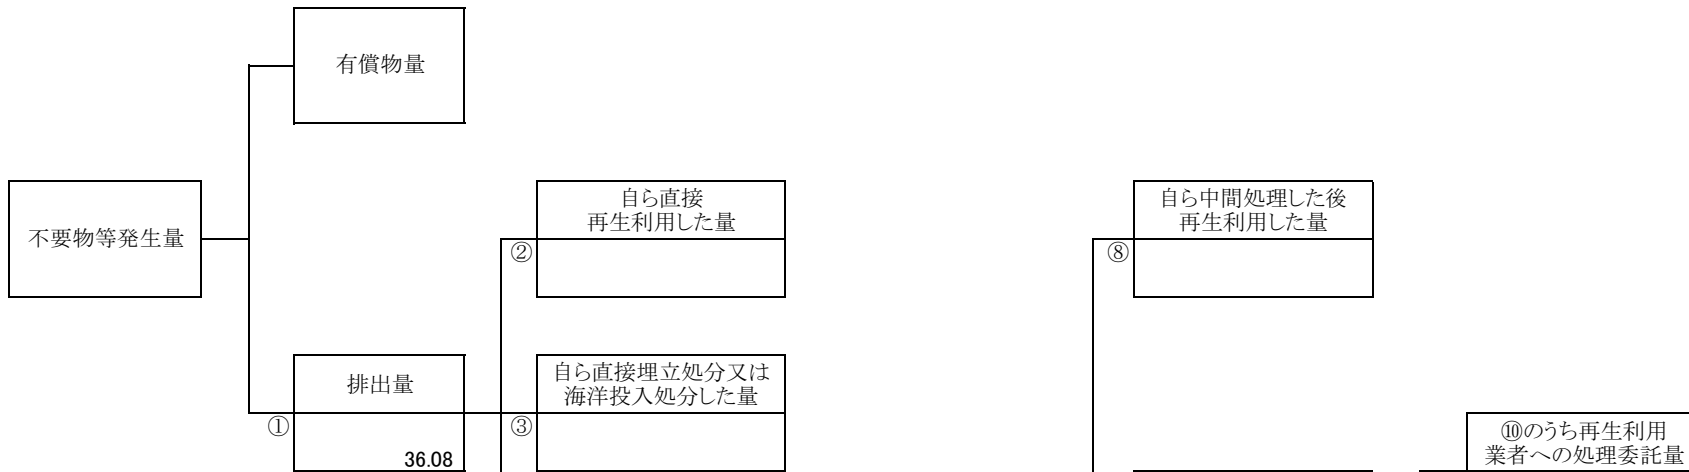 有償物量
不要物等発生量
自ら直接
再生利用した量
②
自ら中間処理した後
再生利用した量
⑧
排出量
①
36.08
自ら直接埋立処分又は
海洋投入処分した量
③
⑩のうち再生利用
業者への処理委託量